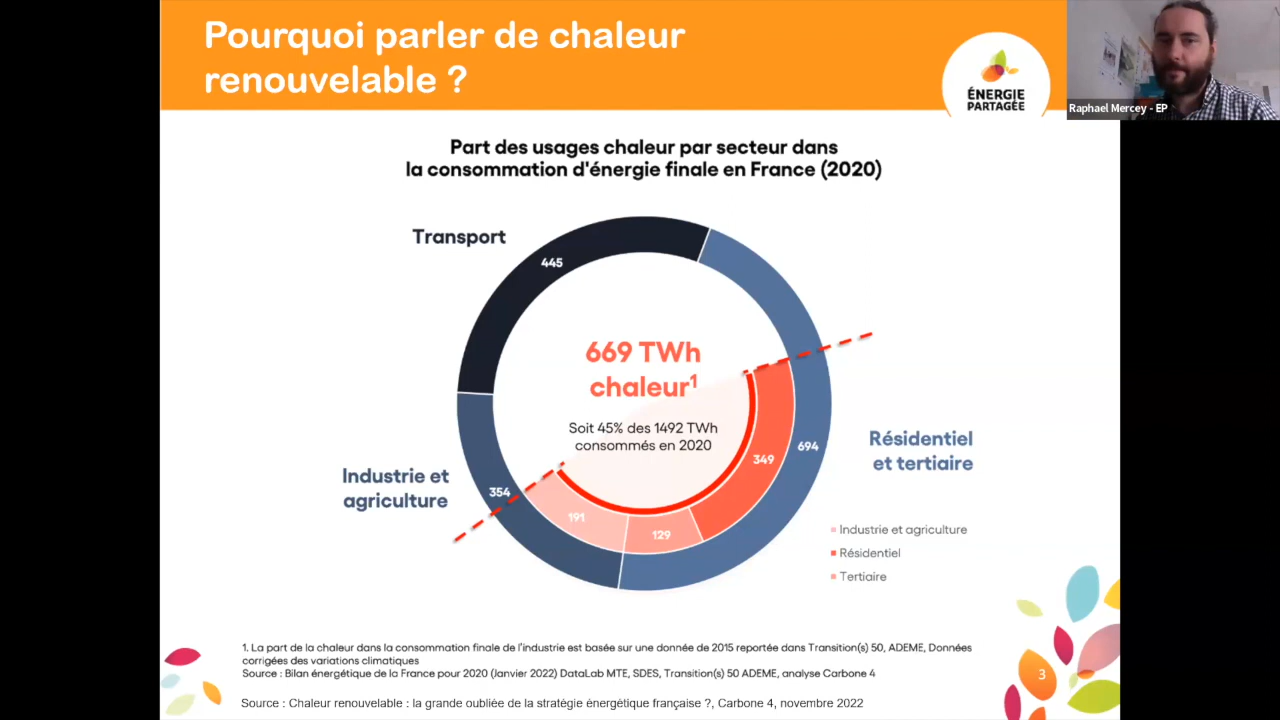 Pourquoi parler de chaleur
renouvelable ?
ÉNERGIE
PARTAGÉE
Raphael Mercey - EP
Part des usages chaleur par secteur dans
la consommation d'énergie finale en France (2020)
Transport
445
669 TWh
chaleur¹
Soit 45% des 1492 TWh
consommés en 2020
Résidentiel
et tertiaire
694
349
Industrie et
agriculture
354
191
129
Industrie et agriculture
Résidentiel
Tertiaire
1. La part de la chaleur dans la consommation finale de l'industrie est basée sur une donnée de 2015 reportée dans Transition(s) 50, ADEME, Données
corrigées des variations climatiques
Source : Bilan énergétique de la France pour 2020 (Janvier 2022) DataLab MTE, SDES, Transition(s) 50 ADEME, analyse Carbone 4
Source : Chaleur renouvelable : la grande oubliée de la stratégie énergétique française ?, Carbone 4, novembre 2022
3